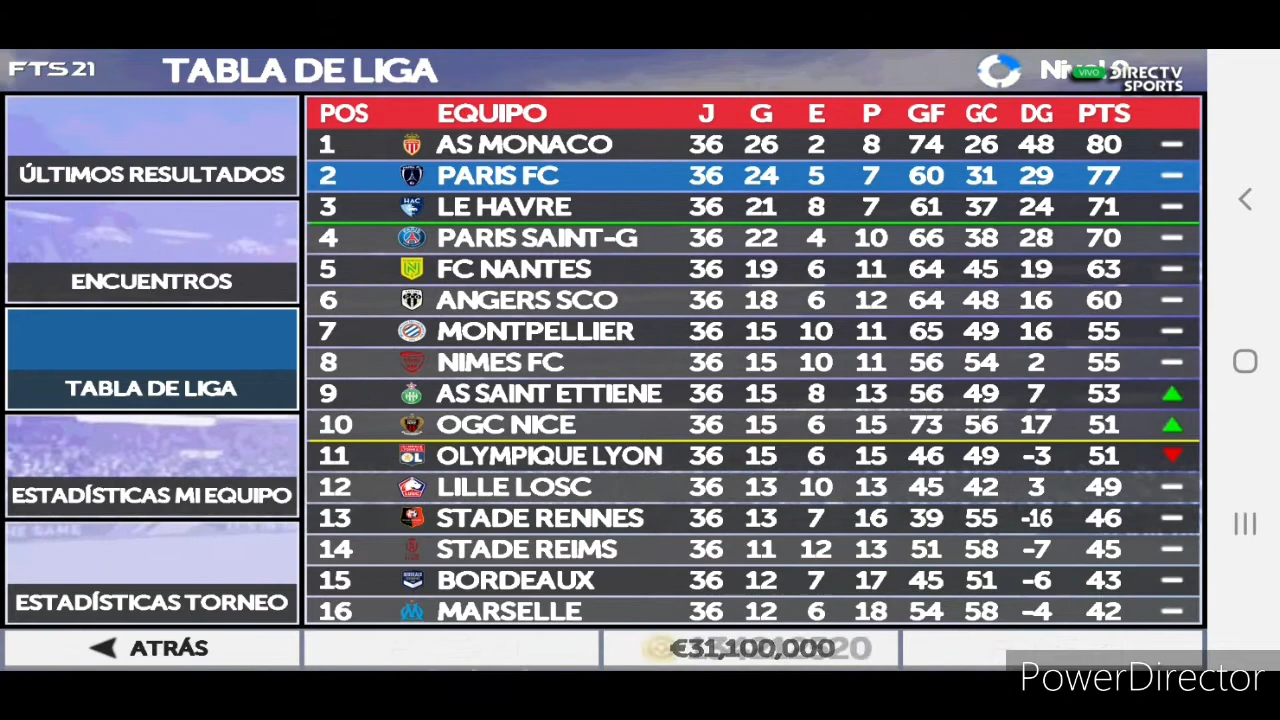 FTS 21 TABLA DE LIGA VIVO DIRECTV SPORTS
ÚLTIMOS RESULTADOS
ENCUENTROS
TABLA DE LIGA
ESTADÍSTICAS MI EQUIPO
ESTADÍSTICAS TORNEO
POS EQUIPO J G E P GF GC DG PTS
1 AS MONACO 36 26 2 8 74 26 48 80 –
2 PARIS FC 36 24 5 7 60 31 29 77 –
3 LE HAVRE 36 21 8 7 61 37 24 71 –
4 PARIS SAINT-G 36 22 4 10 66 38 28 70 –
5 FC NANTES 36 19 6 11 64 45 19 63 –
6 ANGERS SCO 36 18 6 12 64 48 16 60 –
7 MONTPELLIER 36 15 10 11 65 49 16 55 –
8 NIMES FC 36 15 10 11 56 54 2 55 –
9 AS SAINT ETTIENE 36 15 8 13 56 49 7 53
10 OGC NICE 36 15 6 15 73 56 17 51
11 OLYMPIQUE LYON 36 15 6 15 46 49 -3 51
12 LILLE LOSC 36 13 10 13 45 42 3 49 –
13 STADE RENNES 36 13 7 16 39 55 -16 46 –
14 STADE REIMS 36 11 12 13 51 58 -7 45 –
15 BORDEAUX 36 12 7 17 45 51 -6 43 –
16 MARSELLE 36 12 6 18 54 58 -4 42 –
ATRÁS €31,100,000
PowerDirector